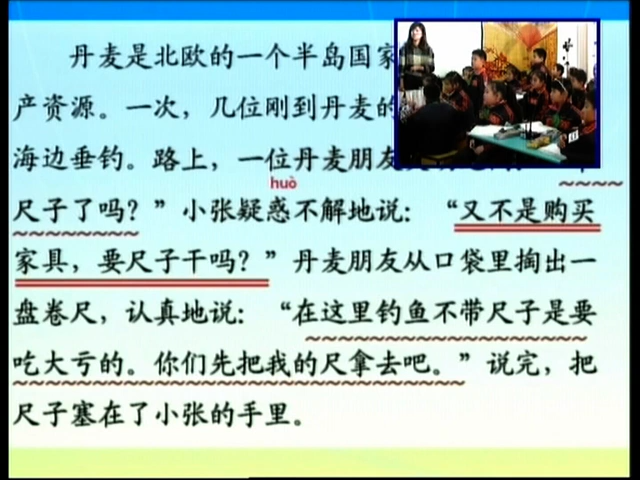 丹麦是北欧的一个半岛国家
产资源。一次，几位刚到丹麦的
海边垂钓。路上，一位丹麦朋友
huò
尺子了吗？”小张疑惑不解地说：“又不是购买
家具，要尺子干吗？”丹麦朋友从口袋里掏出一
盘卷尺，认真地说：“在这里钓鱼不带尺子是要
吃大亏的。你们先把我的尺拿去吧。”说完，把
尺子塞在了小张的手里。